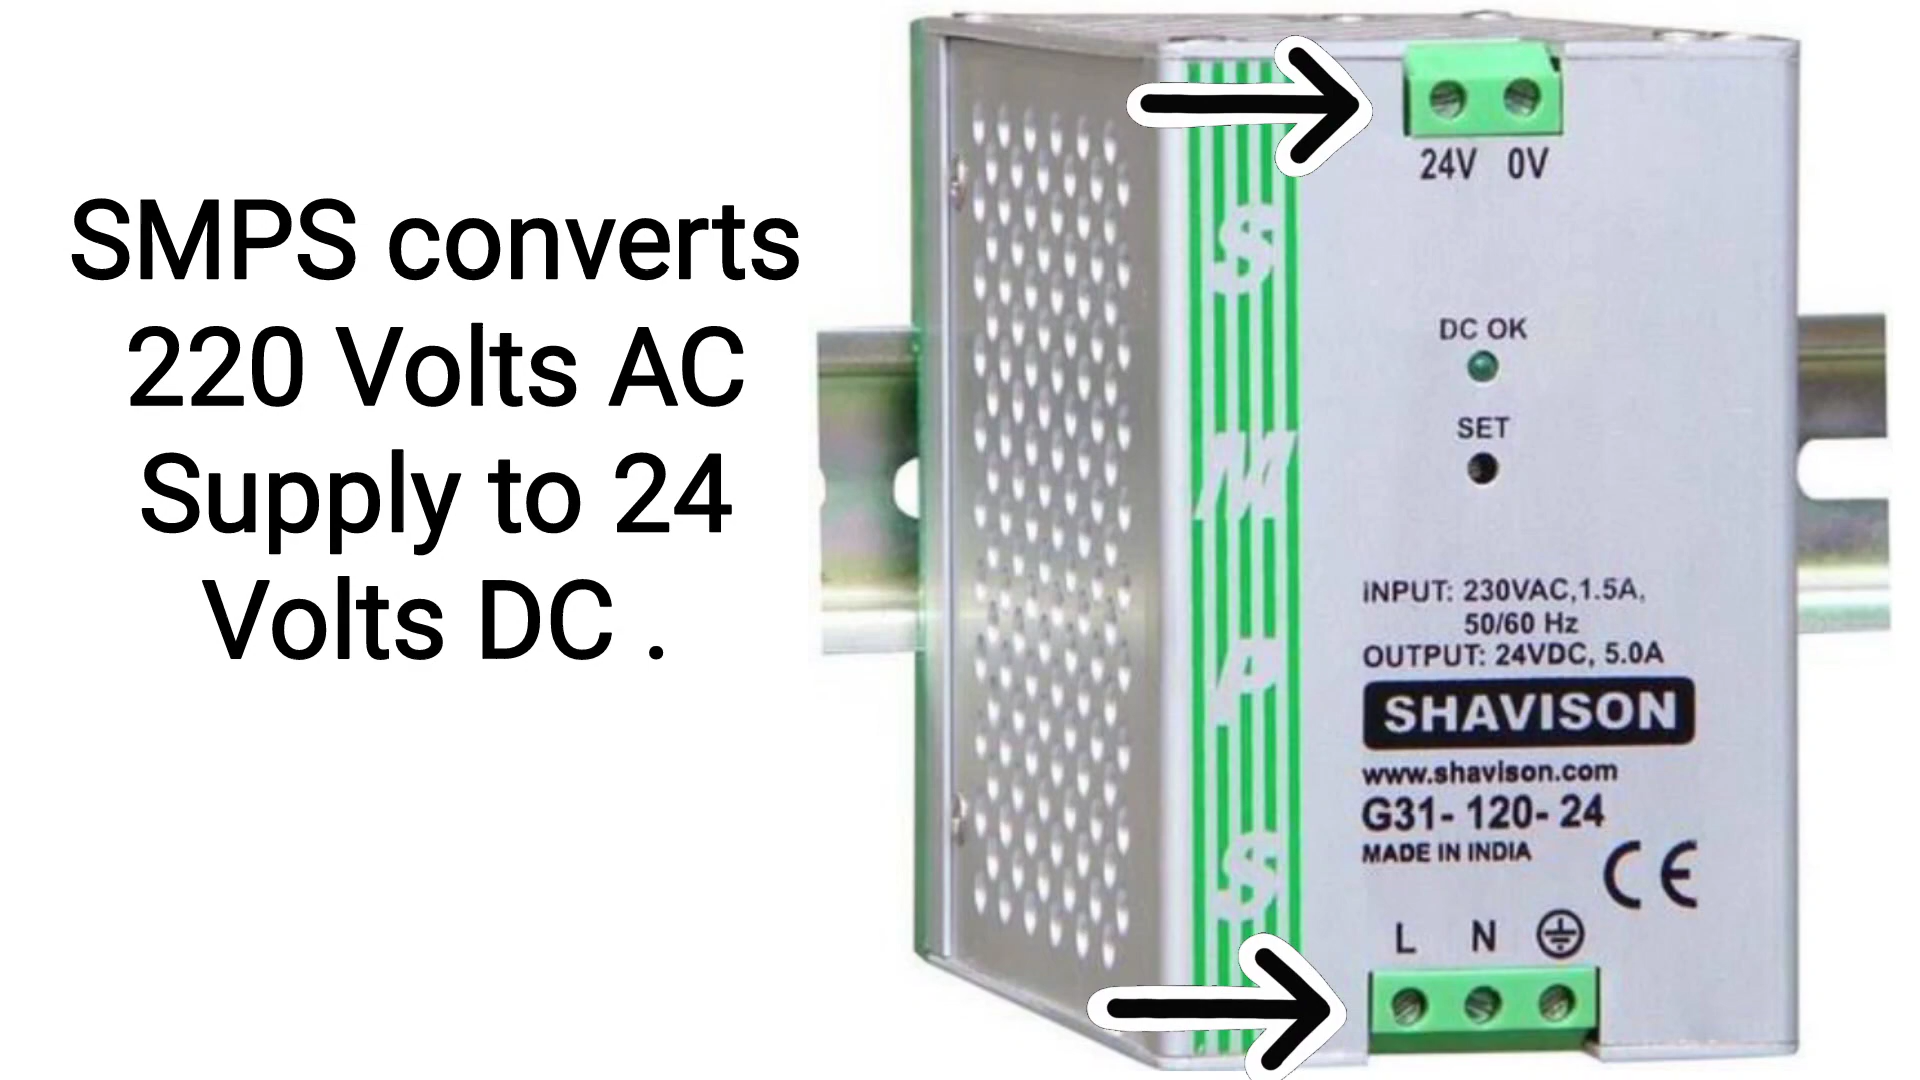 SMPS converts
220 Volts AC
Supply to 24
Volts DC .
24V 0V
S
M
P
S
DC OK
SET
INPUT: 230VAC,1.5A,
50/60 Hz
OUTPUT: 24VDC, 5.0A
SHAVISON
www.shavison.com
G31- 120- 24
MADE IN INDIA
CE
L N